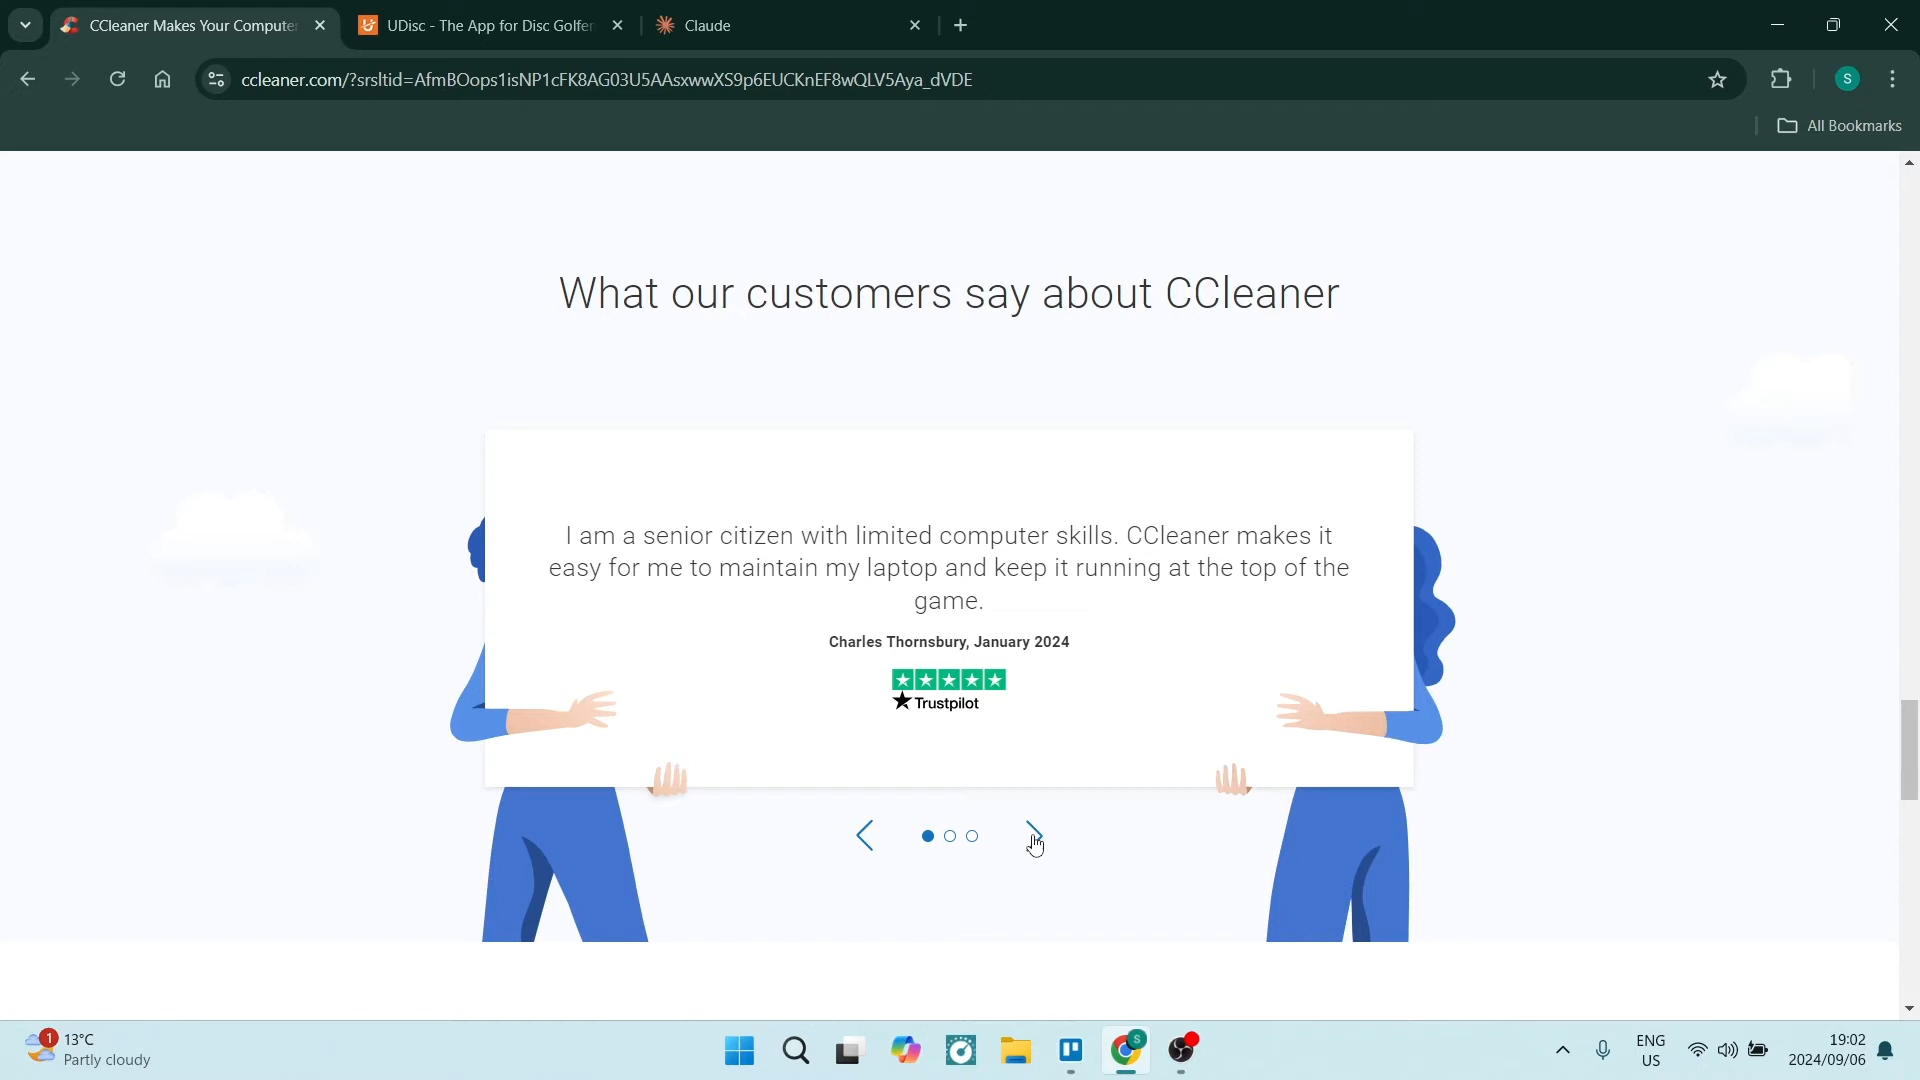 CCleaner Makes Your Computer
UDisc - The App for Disc Golfer
Claude
ccleaner.com/?srsltid=AfmBOops1isNP1cFK8AG03U5AAsxwwXS9p6EUCKnEF8wQLV5Aya_dVDE
S
All Bookmarks
What our customers say about CCleaner
I am a senior citizen with limited computer skills. CCleaner makes it
easy for me to maintain my laptop and keep it running at the top of the
game.
Charles Thornsbury, January 2024
Trustpilot
1
13°C
Partly cloudy
S
ENG
US
19:02
2024/09/06